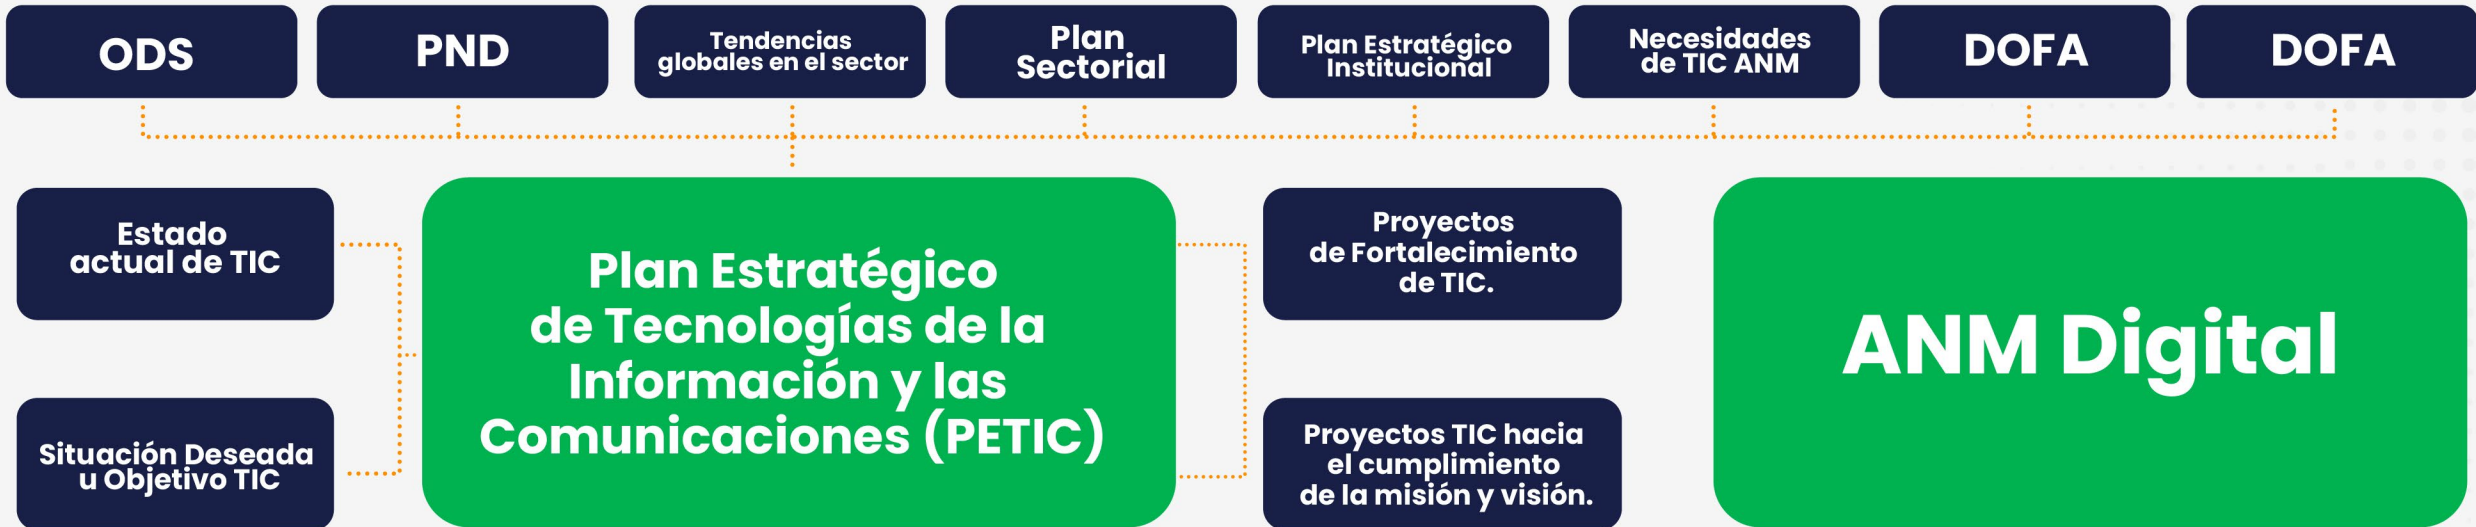 ODS
PND
Tendencias
globales en el sector
Plan
Sectorial
Plan Estratégico
Institucional
Necesidades
de TIC ANM
DOFA
DOFA
Estado
actual de TIC
Situación Deseada
u Objetivo TIC
Plan Estratégico
de Tecnologías de la
Información y las
Comunicaciones (PETIC)
Proyectos
de Fortalecimiento
de TIC.
Proyectos TIC hacia
el cumplimiento
de la misión y visión.
ANM Digital